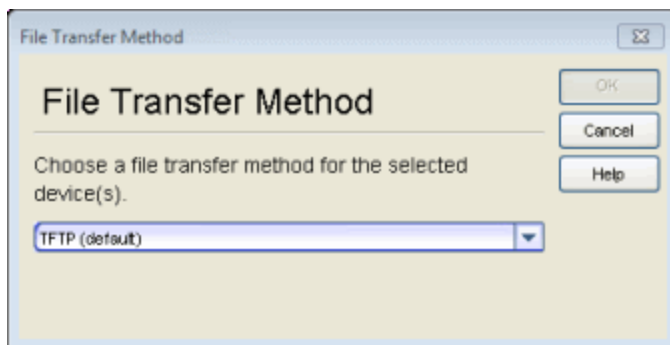 File Transfer Method
File Transfer Method
OK
Cancel
Help
Choose a file transfer method for the selected
device(s).
TFTP (default)